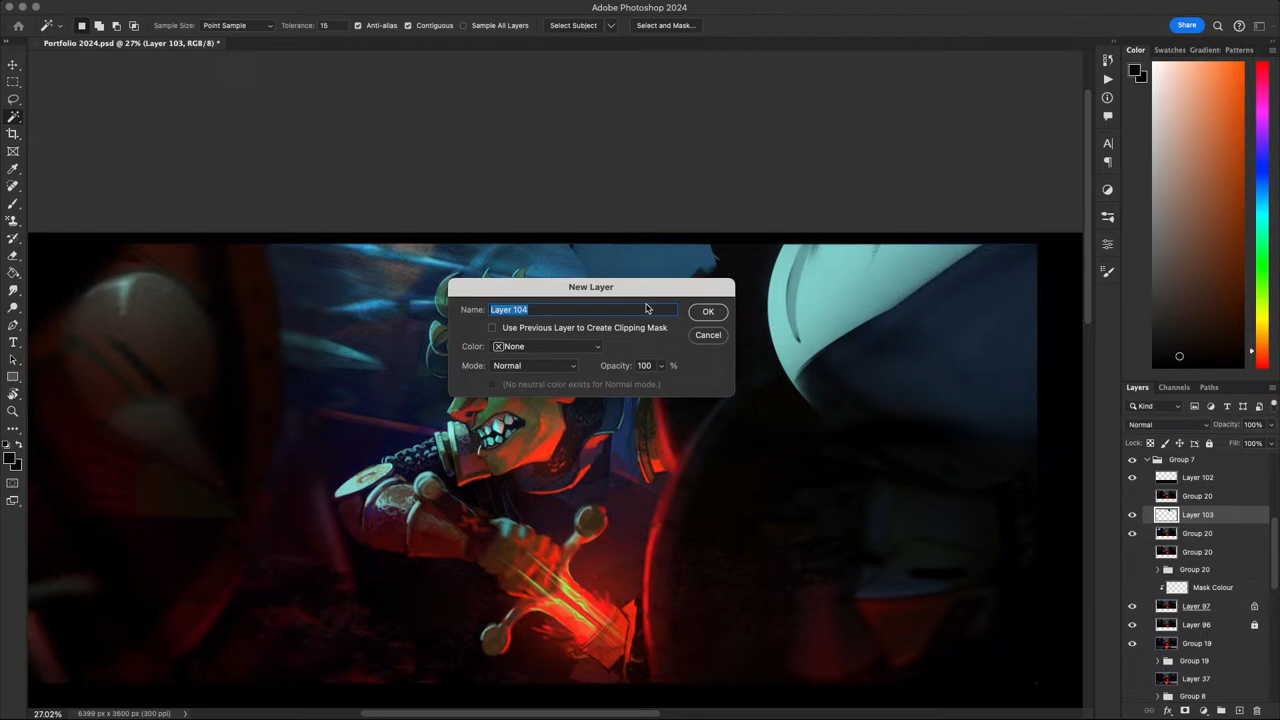 Adobe Photoshop 2024
Sample Size: Point Sample Tolerance: 15 Anti-alias Contiguous Sample All Layers Select Subject Select and Mask... Share
Portfolio 2024.psd @ 27% (Layer 103, RGB/8) *
Color Swatches Gradient: Patterns
New Layer
Name: Layer 104 OK
Use Previous Layer to Create Clipping Mask
Cancel
Color: None
Mode: Normal Opacity: 100 %
(No neutral color exists for Normal mode.)
Layers Channels Paths
Kind
Normal Opacity: 100%
Lock: Fill: 100%
Group 7
Layer 102
Group 20
Layer 103
Group 20
Group 20
Group 20
Mask Colour
Layer 97
Layer 96
Group 19
Group 19
Layer 37
Group 8
27.02% 6399 px x 3600 px (300 ppi)